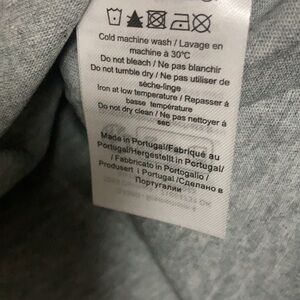 Cold machine wash / Lavage en
machine à 30°C
Do not bleach / Ne pas blanchir
Do not tumble dry / Ne pas utiliser de
sèche-linge
Iron at low temperature / Repasser à
basse température
Do not dry clean / Ne pas nettoyer à
sec
Made in Portugal/Fabriqué au
Portugal/Hergestellt in Portugal/
/ Fabbricato in Portogallo /
Produsert i Portugal /Сделано в
Португалии